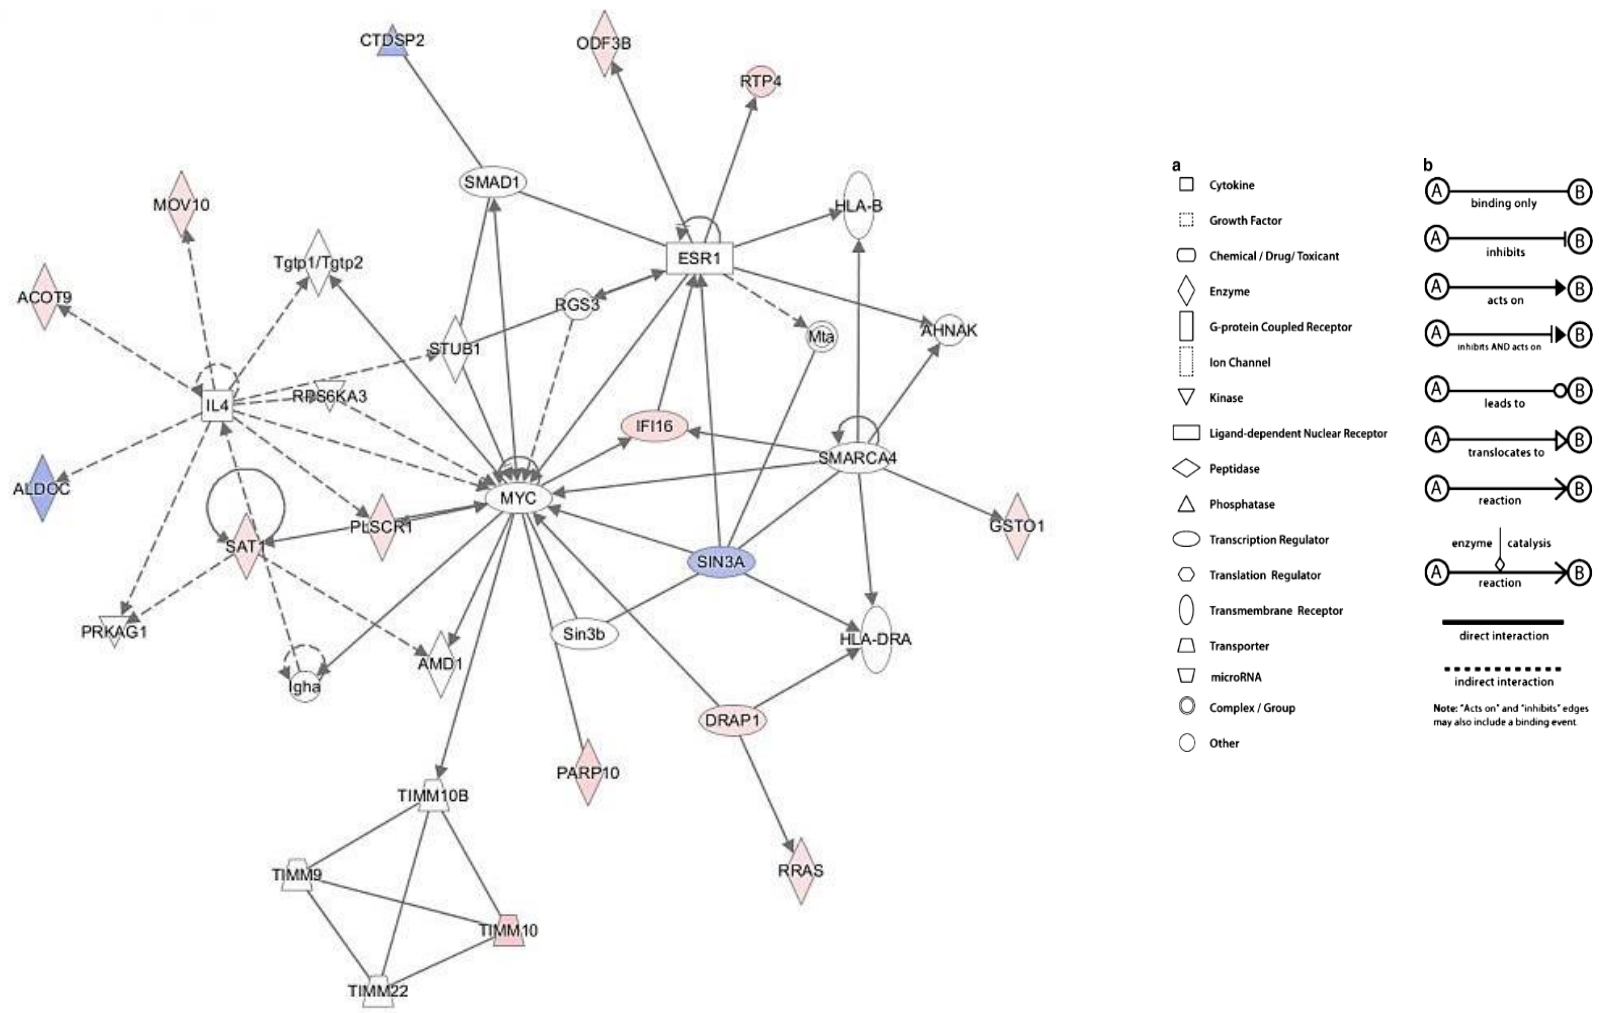 CTDSP2
ODF3B
RTP4
SMAD1
MOV10
HLA-B
Tgtp1/Tgtp2
ESR1
ACOT9
RGS3
Mta
AHNAK
STUB1
RPS6KA3
IL4
IFI16
SMARCA4
ALDOC
MYC
PLSCR1
GSTO1
SAT1
SIN3A
PRKAG1
Sin3b
HLA-DRA
AMD1
Igha
DRAP1
PARP10
TIMM10B
RRAS
TIMM9
TIMM10
TIMM22
a
Cytokine
Growth Factor
Chemical / Drug/ Toxicant
Enzyme
G-protein Coupled Receptor
Ion Channel
Kinase
Ligand-dependent Nuclear Receptor
Peptidase
Phosphatase
Transcription Regulator
Translation Regulator
Transmembrane Receptor
Transporter
microRNA
Complex / Group
Other
b
A B
binding only
A B
inhibits
A B
acts on
A B
inhibits AND acts on
A B
leads to
A B
translocates to
A B
reaction
enzyme catalysis
A B
reaction
direct interaction
indirect interaction
Note: "Acts on" and "inhibits" edges
may also include a binding event.